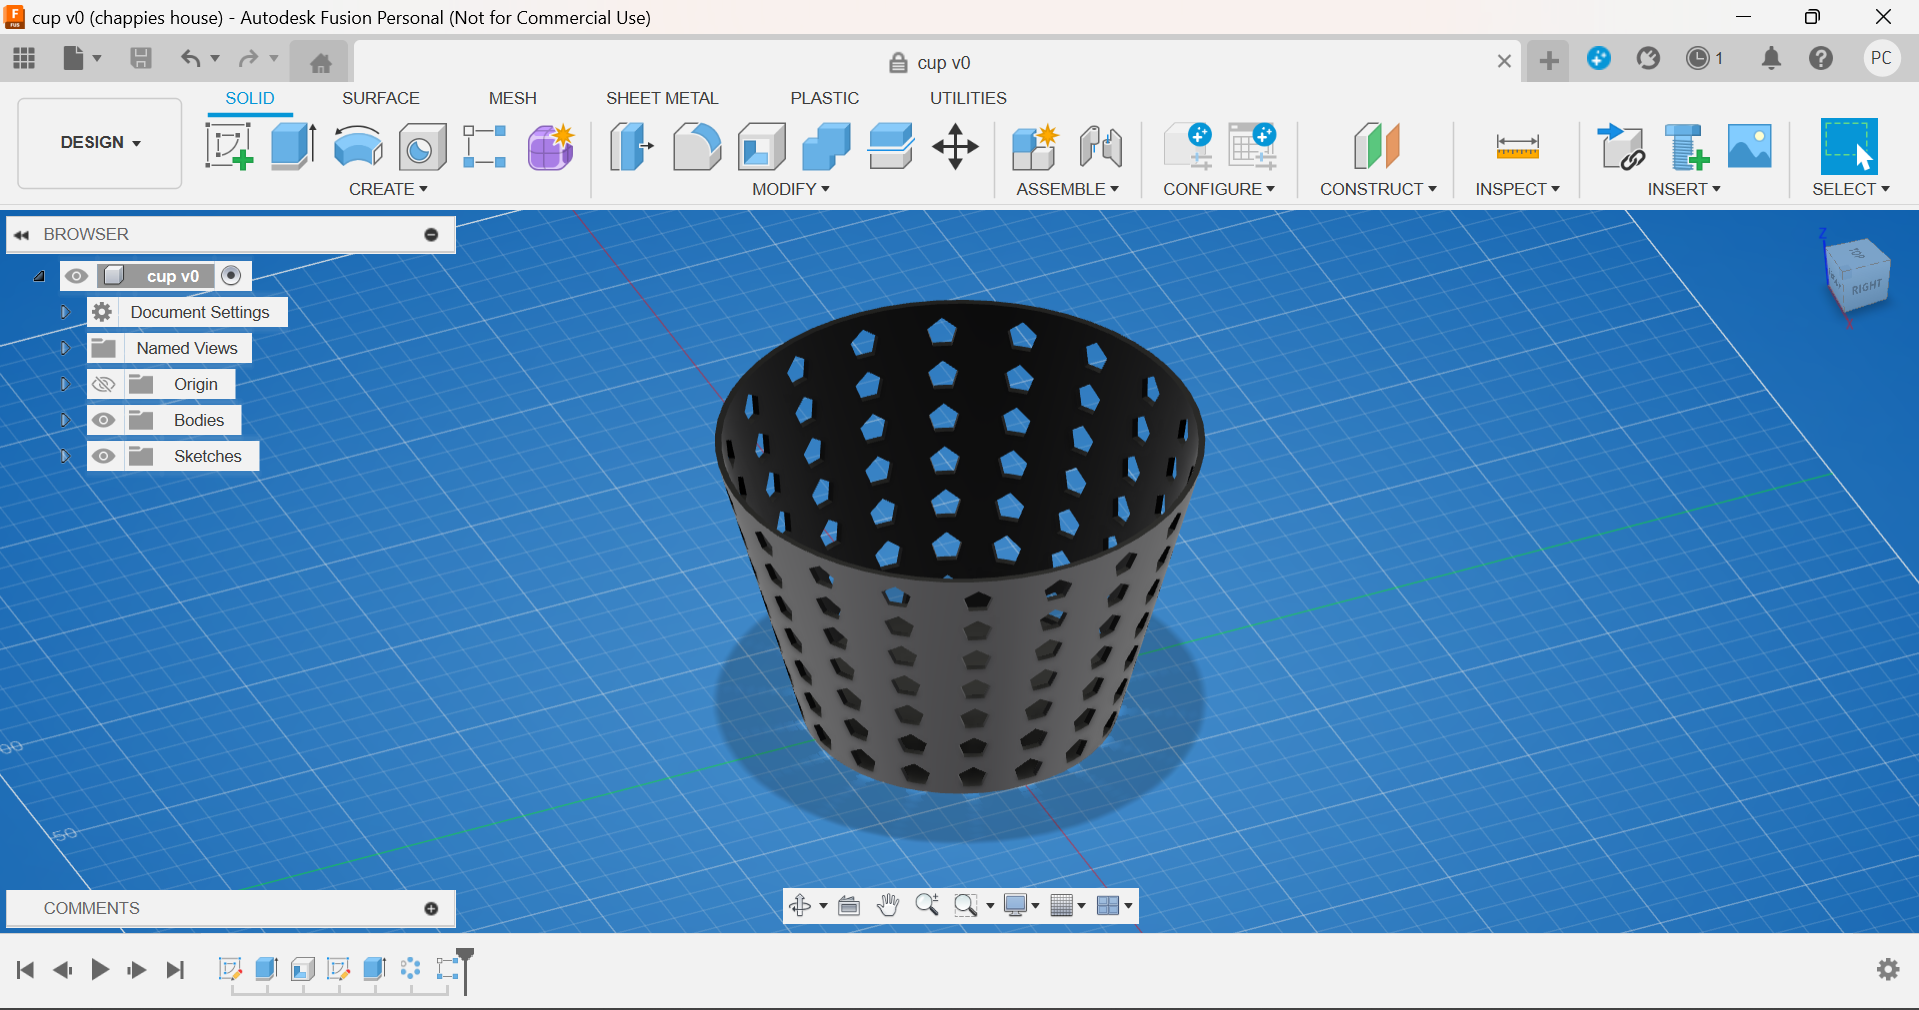 cup v0 (chappies house) - Autodesk Fusion Personal (Not for Commercial Use)
cup v0
1
PC
SOLID SURFACE MESH SHEET METAL PLASTIC UTILITIES
DESIGN
CREATE MODIFY ASSEMBLE CONFIGURE CONSTRUCT INSPECT INSERT SELECT
BROWSER
cup v0
Document Settings
Named Views
Origin
Bodies
Sketches
Z
TOP
RIGHT
50
COMMENTS